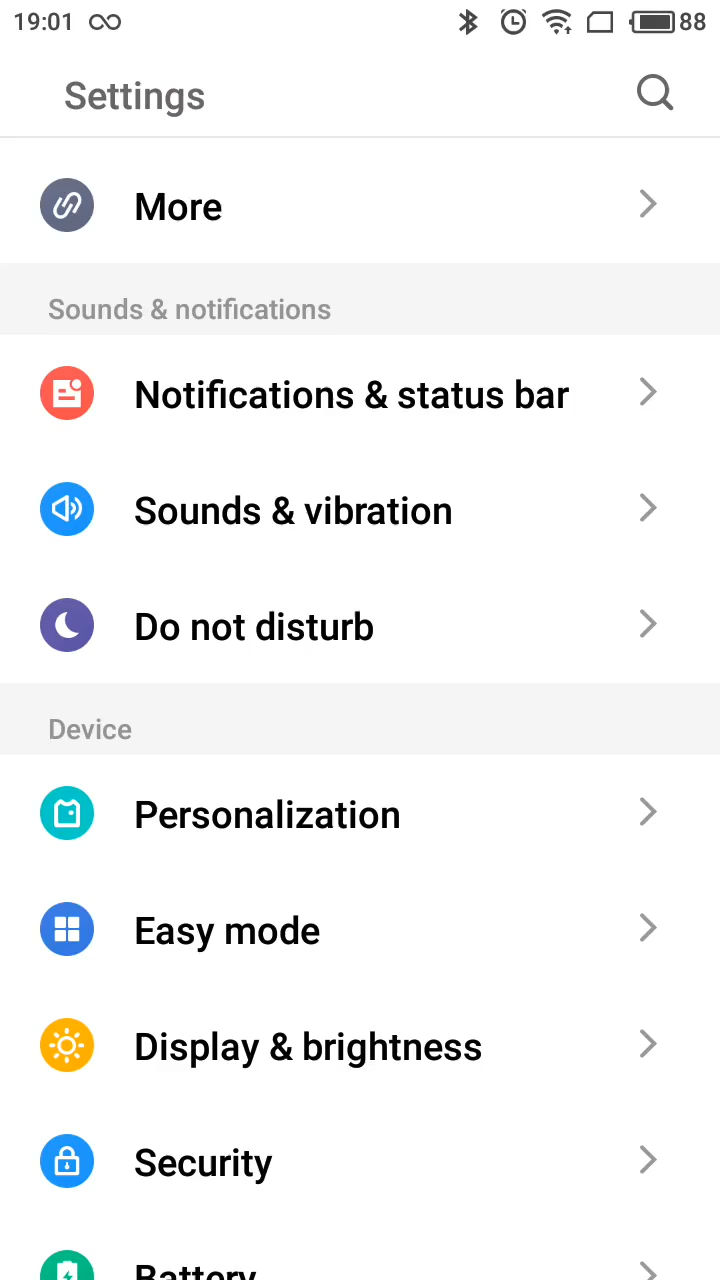 19:01 88
Settings
More
Sounds & notifications
Notifications & status bar
Sounds & vibration
Do not disturb
Device
Personalization
Easy mode
Display & brightness
Security
Battery